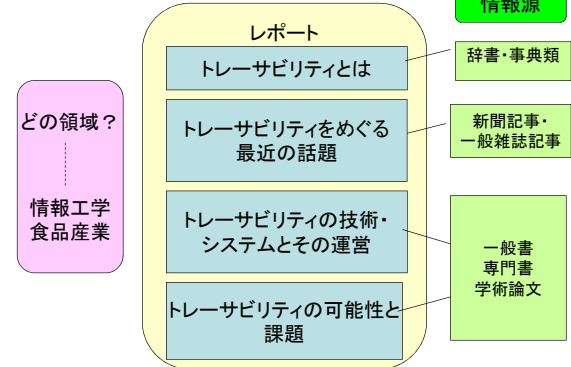 情報源
レポート
トレーサビリティとは
辞書・事典類
どの領域？
情報工学
食品産業
トレーサビリティをめぐる
最近の話題
新聞記事・
一般雑誌記事
トレーサビリティの技術・
システムとその運営
一般書
専門書
学術論文
トレーサビリティの可能性と
課題